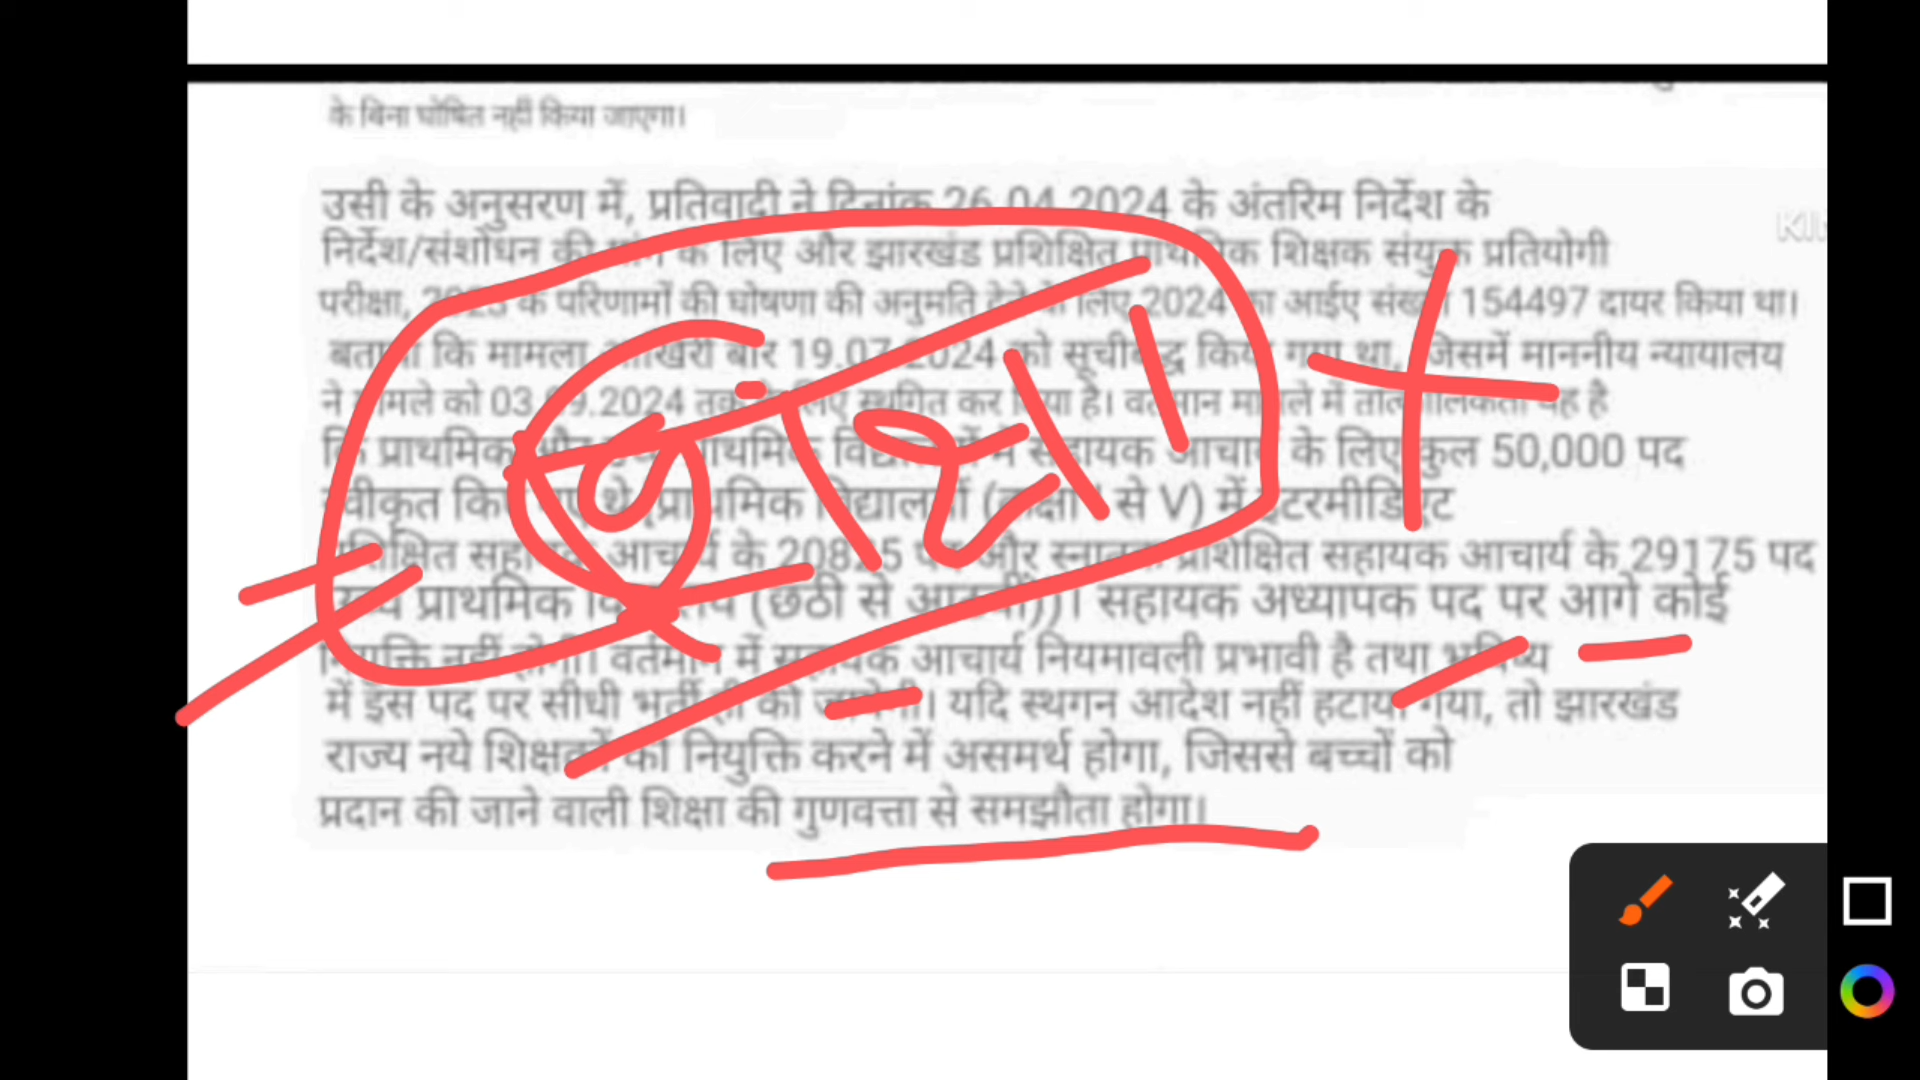 के बिना घोषित नहीं किया जाएगा।
उसी के अनुसरण में, प्रतिवादी ने दिनांक 26.04.2024 के अंतरिम निर्देश के
निर्देश/संशोधन की के लिए और झारखंड प्रशिक्षित प्राथमिक शिक्षक संयुक्त प्रतियोगी
परीक्षा, 2023 के परिणामों की घोषणा की अनुमति देने के लिए 2024 का आईए संख्या 154497 दायर किया था।
बताया कि मामला आखिरी बार 19.07.2024 को सूचीबद्ध किया गया था, जिसमें माननीय न्यायालय
ने मामले को 03.09.2024 तक के लिए स्थगित कर दिया है। वर्तमान मामले में तात्कालिकता यह है
कि प्राथमिक और उच्च प्राथमिक विद्यालयों में सहायक आचार्य के लिए कुल 50,000 पद
स्वीकृत किए गए थे प्राथमिक विद्यालयों (कक्षा I से V) में इंटरमीडिएट
प्रशिक्षित सहायक आचार्य के पद और स्नातक प्रशिक्षित सहायक आचार्य के 29175 पद
उच्च प्राथमिक विद्यालय (छठी से आठवीं))। सहायक अध्यापक पद पर आगे कोई
नियुक्ति नहीं होगी। वर्तमान में सहायक आचार्य नियमावली प्रभावी है तथा भविष्य
में इस पद पर सीधी भर्ती ही की जायेगी। यदि स्थगन आदेश नहीं हटाया गया, तो झारखंड
राज्य नये शिक्षकों की नियुक्ति करने में असमर्थ होगा, जिससे बच्चों को
प्रदान की जाने वाली शिक्षा की गुणवत्ता से समझौता होगा।